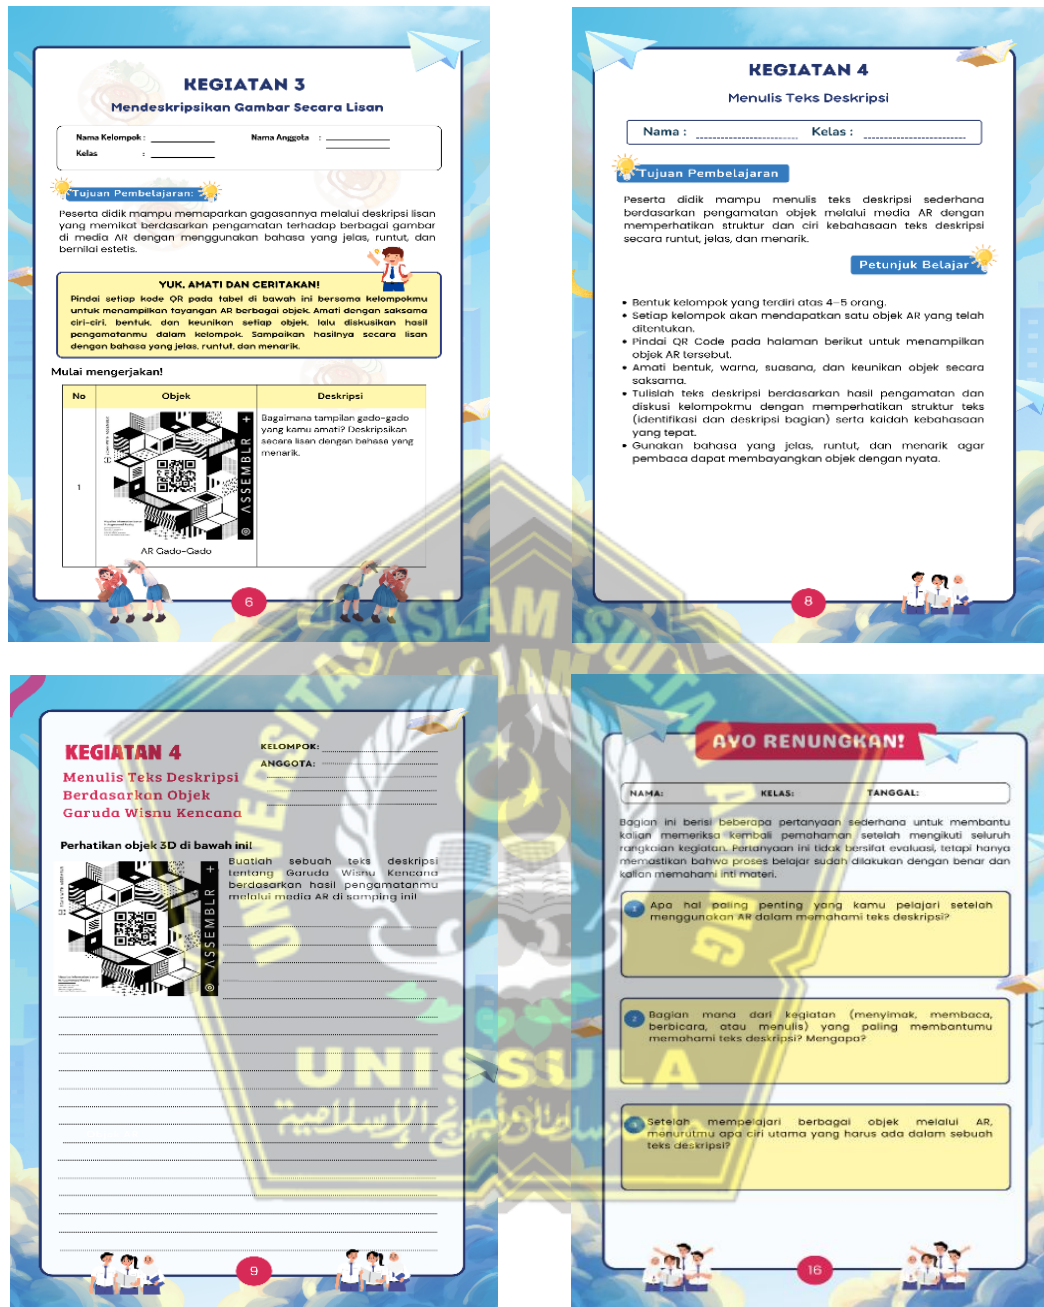 KEGIATAN 3
Mendeskripsikan Gambar Secara Lisan
Nama Kelompok :
Nama Anggota :
Kelas :
Tujuan Pembelajaran:
Peserta didik mampu memaparkan gagasannya melalui deskripsi lisan
yang memikat berdasarkan pengamatan terhadap berbagai gambar
di media AR dengan menggunakan bahasa yang jelas, runtut, dan
bernilai estetis.
YUK, AMATI DAN CERITAKAN!
Pindai setiap kode QR pada tabel di bawah ini bersama kelompokmu
untuk menampilkan tayangan AR berbagai objek. Amati dengan saksama
ciri-ciri, bentuk, dan keunikan setiap objek, lalu diskusikan hasil
pengamatanmu dalam kelompok. Sampaikan hasilnya secara lisan
dengan bahasa yang jelas, runtut, dan menarik.
Mulai mengerjakan!
No
Objek
Deskripsi
1
ASSEMBLR
AR Gado-Gado
Bagaimana tampilan gado-gado
yang kamu amati? Deskripsikan
secara lisan dengan bahasa yang
menarik.
6
KEGIATAN 4
Menulis Teks Deskripsi
Nama :
Kelas :
Tujuan Pembelajaran
Peserta didik mampu menulis teks deskripsi sederhana
berdasarkan pengamatan objek melalui media AR dengan
memperhatikan struktur dan ciri kebahasaan teks deskripsi
secara runtut, jelas, dan menarik.
Petunjuk Belajar
• Bentuk kelompok yang terdiri atas 4–5 orang.
• Setiap kelompok akan mendapatkan satu objek AR yang telah
ditentukan.
• Pindai QR Code pada halaman berikut untuk menampilkan
objek AR tersebut.
• Amati bentuk, warna, suasana, dan keunikan objek secara
saksama.
• Tulislah teks deskripsi berdasarkan hasil pengamatan dan
diskusi kelompokmu dengan memperhatikan struktur teks
(identifikasi dan deskripsi bagian) serta kaidah kebahasaan
yang tepat.
• Gunakan bahasa yang jelas, runtut, dan menarik agar
pembaca dapat membayangkan objek dengan nyata.
8
KEGIATAN 4
Menulis Teks Deskripsi
Berdasarkan Objek
Garuda Wisnu Kencana
KELOMPOK:
ANGGOTA:
Perhatikan objek 3D di bawah ini!
ASSEMBLR
Buatlah sebuah teks deskripsi
tentang Garuda Wisnu Kencana
berdasarkan hasil pengamatanmu
melalui media AR di samping ini!
9
AYO RENUNGKAN!
NAMA:
KELAS:
TANGGAL:
Bagian ini berisi beberapa pertanyaan sederhana untuk membantu
kalian memeriksa kembali pemahaman setelah mengikuti seluruh
rangkaian kegiatan. Pertanyaan ini tidak bersifat evaluasi, tetapi hanya
memastikan bahwa proses belajar sudah dilakukan dengan benar dan
kalian memahami inti materi.
1 Apa hal paling penting yang kamu pelajari setelah
menggunakan AR dalam memahami teks deskripsi?
2 Bagian mana dari kegiatan (menyimak, membaca,
berbicara, atau menulis) yang paling membantumu
memahami teks deskripsi? Mengapa?
3 Setelah mempelajari berbagai objek melalui AR,
menurutmu apa ciri utama yang harus ada dalam sebuah
teks deskripsi?
16
UNIVERSITAS ISLAM SULTAN AGUNG
UNISSULA